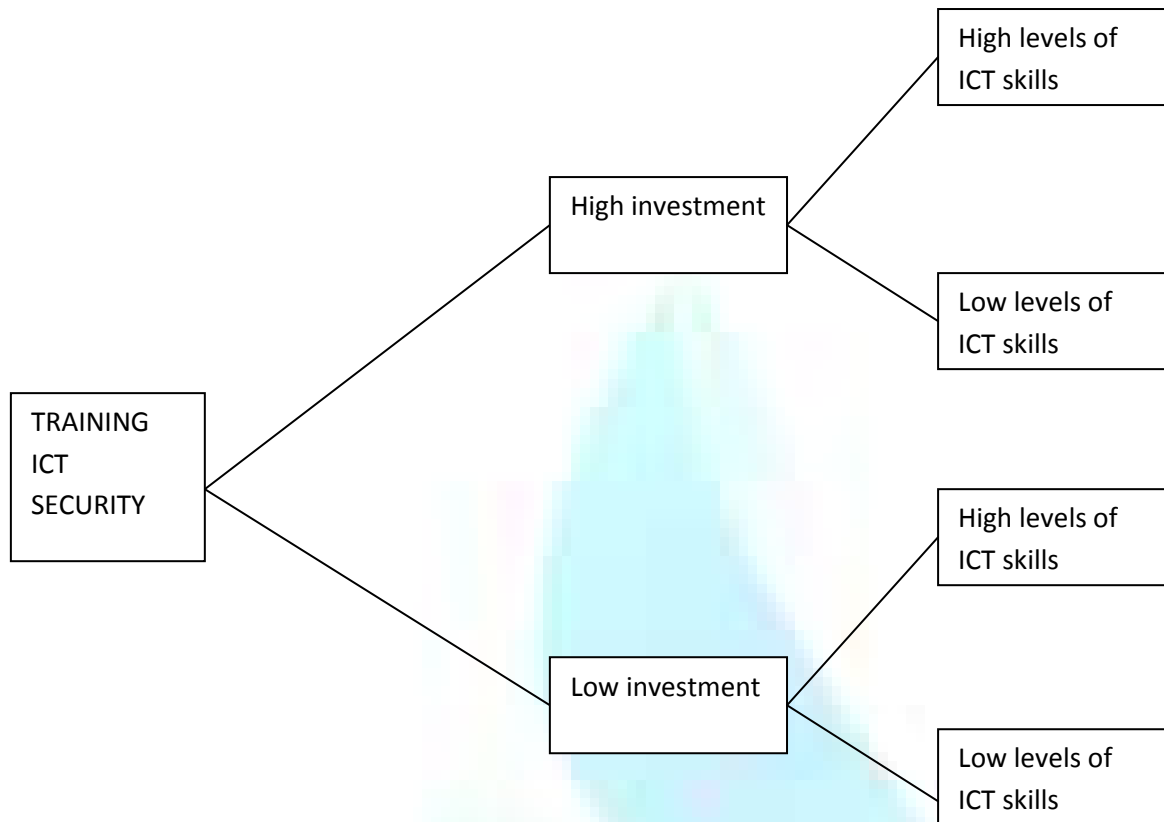 High levels of
ICT skills
High investment
Low levels of
ICT skills
TRAINING
ICT
SECURITY
High levels of
ICT skills
Low investment
Low levels of
ICT skills